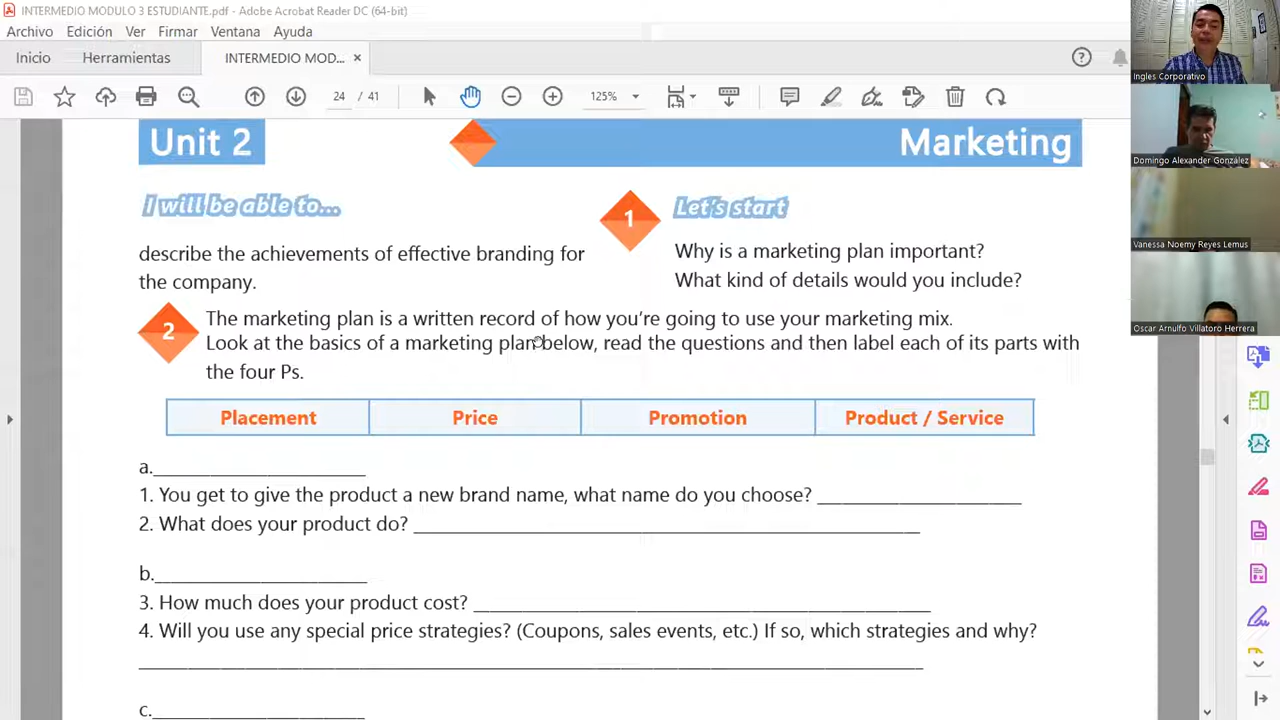 INTERMEDIO MODULO 3 ESTUDIANTE.pdf - Adobe Acrobat Reader DC (64-bit)
Archivo Edición Ver Firmar Ventana Ayuda
Inicio Herramientas INTERMEDIO MOD... ×
24 / 41 125%
Unit 2 Marketing
I will be able to...
describe the achievements of effective branding for
the company.
1 Let's start
Why is a marketing plan important?
What kind of details would you include?
2 The marketing plan is a written record of how you're going to use your marketing mix.
Look at the basics of a marketing plan below, read the questions and then label each of its parts with
the four Ps.
Placement Price Promotion Product / Service
a.____________________
1. You get to give the product a new brand name, what name do you choose? ____________________
2. What does your product do? ________________________________________________
b.____________________
3. How much does your product cost? ___________________________________________
4. Will you use any special price strategies? (Coupons, sales events, etc.) If so, which strategies and why?
__________________________________________________________________________
c.____________________
Ingles Corporativo
Domingo Alexander González
Vanessa Noemy Reyes Lemus
Oscar Arnulfo Villatoro Herrera